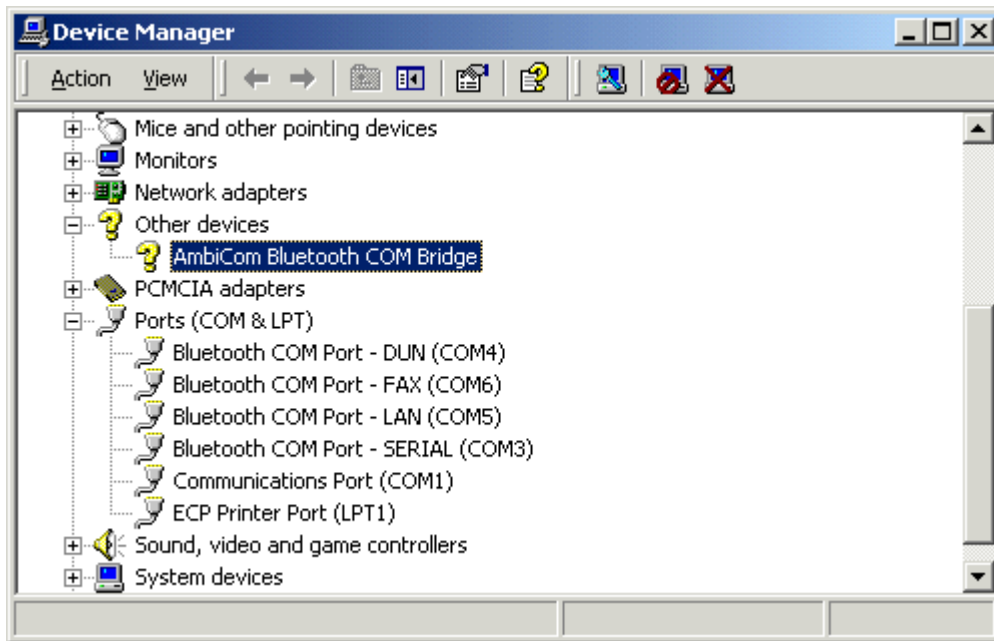 Device Manager
Action View
Mice and other pointing devices
Monitors
Network adapters
Other devices
AmbiCom Bluetooth COM Bridge
PCMCIA adapters
Ports (COM & LPT)
Bluetooth COM Port - DUN (COM4)
Bluetooth COM Port - FAX (COM6)
Bluetooth COM Port - LAN (COM5)
Bluetooth COM Port - SERIAL (COM3)
Communications Port (COM1)
ECP Printer Port (LPT1)
Sound, video and game controllers
System devices